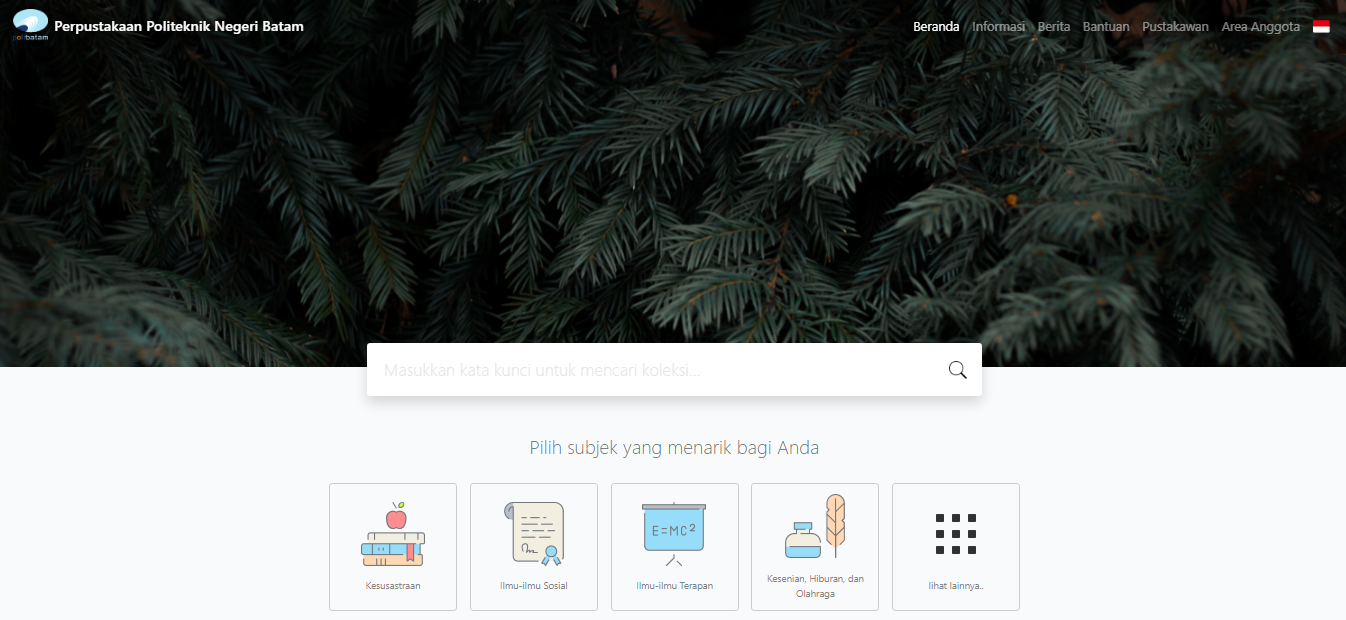 polibatam
Perpustakaan Politeknik Negeri Batam
Beranda Informasi Berita Bantuan Pustakawan Area Anggota
Masukkan kata kunci untuk mencari koleksi...
Pilih subjek yang menarik bagi Anda
E=MC²
Kesusastraan
Ilmu-ilmu Sosial
Ilmu-ilmu Terapan
Kesenian, Hiburan, dan
Olahraga
lihat lainnya..